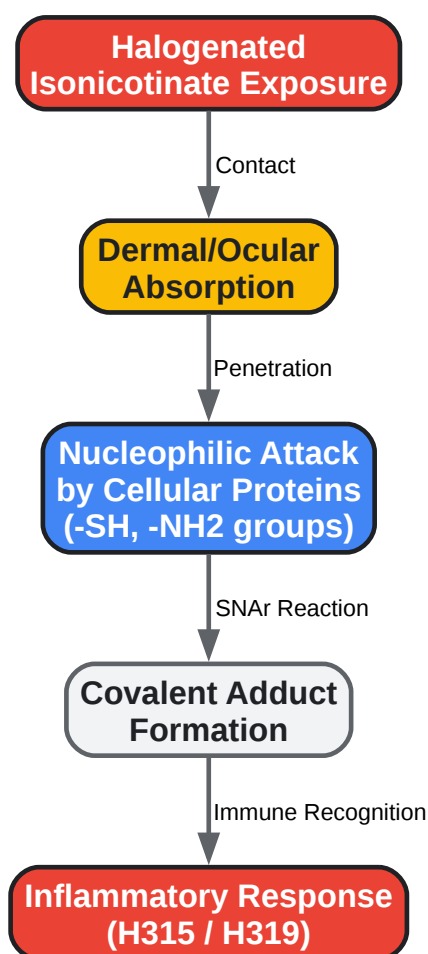 Halogenated
Isonicotinate Exposure
Contact
Dermal/Ocular
Absorption
Penetration
Nucleophilic Attack
by Cellular Proteins
(-SH, -NH2 groups)
SNAr Reaction
Covalent Adduct
Formation
Immune Recognition
Inflammatory Response
(H315 / H319)